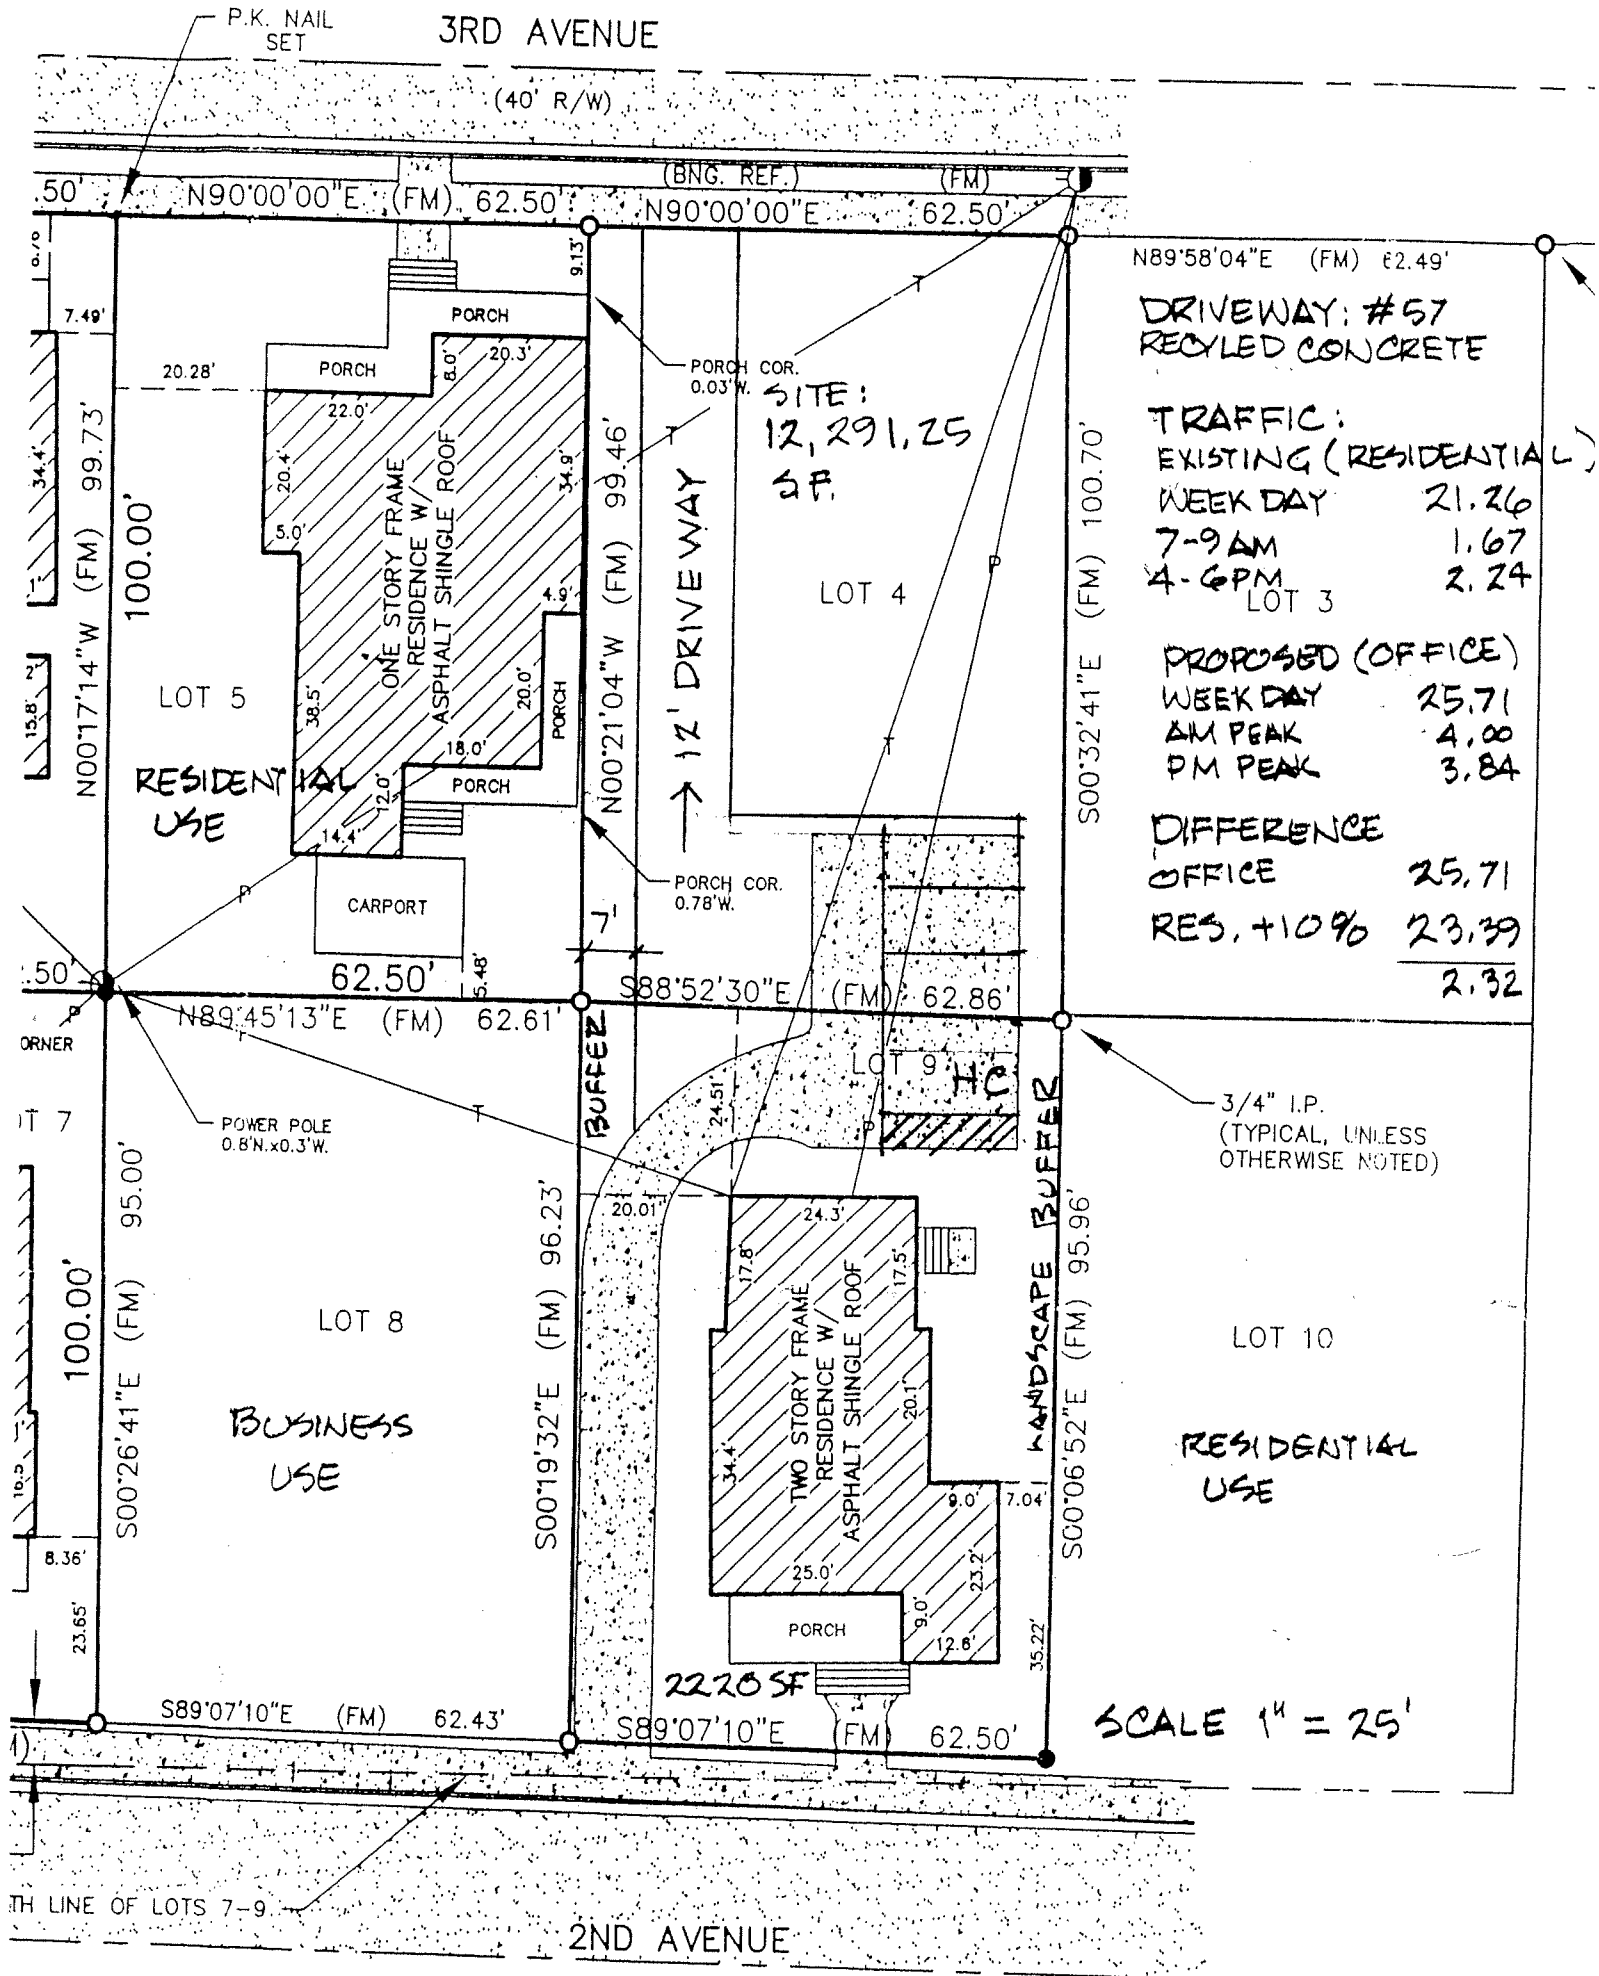 P.K. NAIL
SET
3RD AVENUE
(40' R/W)
.50'
N90°00'00"E (FM) 62.50'
(BNG. REF.) (FM)
N90°00'00"E 62.50'
N89°58'04"E (FM) 62.49'
7.49'
20.28'
9.13'
PORCH
PORCH
8.0'
20.3'
22.0'
PORCH COR.
0.03'W.
T
T
SITE:
12,291,25
S.F.
DRIVEWAY: #57
RECYLED CONCRETE
TRAFFIC:
EXISTING (RESIDENTIAL)
WEEK DAY 21.26
7-9 AM 1.67
4-6 PM 2.24
LOT 3
PROPOSED (OFFICE)
WEEK DAY 25.71
AM PEAK 4.00
PM PEAK 3.84
DIFFERENCE
OFFICE 25.71
RES. +10% 23.39
2.32
34.4'
N00°17'14"W (FM) 99.73'
100.00'
20.4'
5.0'
ONE STORY FRAME
RESIDENCE W/
ASPHALT SHINGLE ROOF
34.9'
4.9'
N00°21'04"W (FM) 99.46'
12' DRIVEWAY
LOT 4
P
T
S00°32'41"E (FM) 100.70'
15.8'
LOT 5
38.5'
20.0'
PORCH
18.0'
PORCH
12.0'
14.4'
RESIDENTIAL
USE
P
CARPORT
PORCH COR.
0.78'W.
7'
.50'
62.50'
5.48'
N89°45'13"E (FM) 62.61'
S88°52'30"E (FM) 62.86'
P
ORNER
BUFFER
LOT 9
HC
P
24.51'
T
POWER POLE
0.8'N.x0.3'W.
3/4" I.P.
(TYPICAL, UNLESS
OTHERWISE NOTED)
95.00'
S00°26'41"E (FM)
100.00'
20.01'
24.3'
17.8'
17.5'
S00°19'32"E (FM) 96.23'
LOT 8
BUSINESS
USE
TWO STORY FRAME
RESIDENCE W/
ASPHALT SHINGLE ROOF
34.4'
20.1'
LANDSCAPE BUFFER
S00°06'52"E (FM) 95.96'
LOT 10
RESIDENTIAL
USE
9.0'
7.04'
25.0'
23.2'
9.0'
12.6'
PORCH
35.22'
16.5'
8.36'
23.65'
2228 SF
S89°07'10"E (FM) 62.43'
S89°07'10"E (FM) 62.50'
SCALE 1" = 25'
TH LINE OF LOTS 7-9
2ND AVENUE